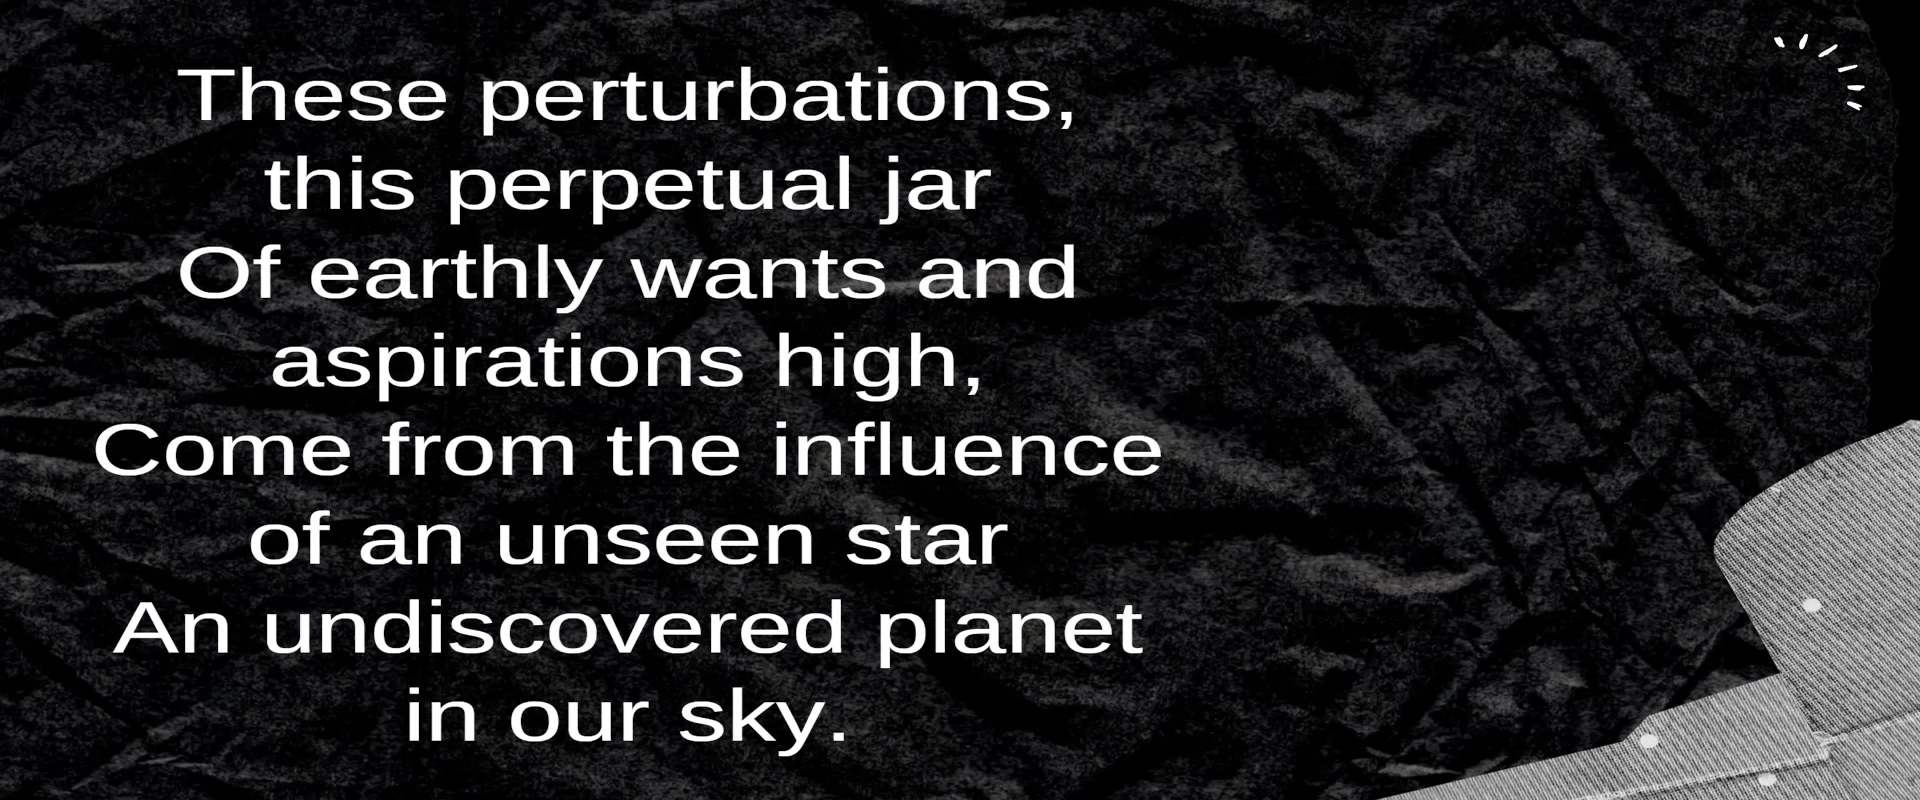 These perturbations,
this perpetual jar
Of earthly wants and
aspirations high,
Come from the influence
of an unseen star
An undiscovered planet
in our sky.